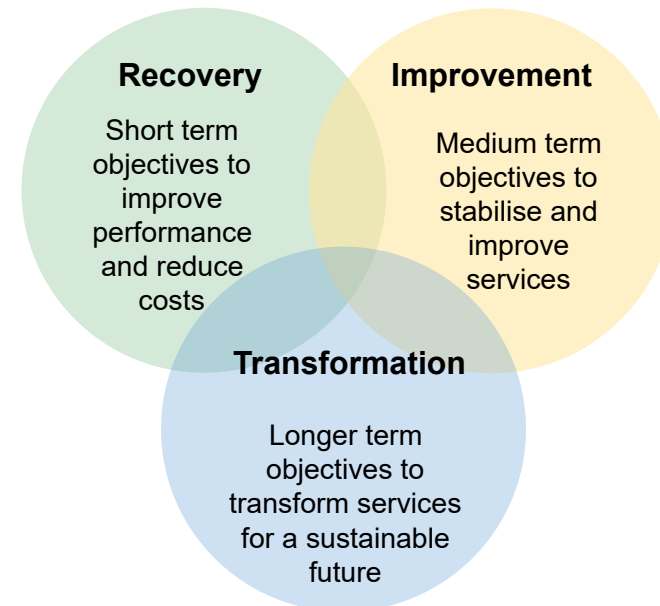 Recovery
Short term
objectives to
improve
performance
and reduce
costs
Improvement
Medium term
objectives to
stabilise and
improve
services
Transformation
Longer term
objectives to
transform services
for a sustainable
future